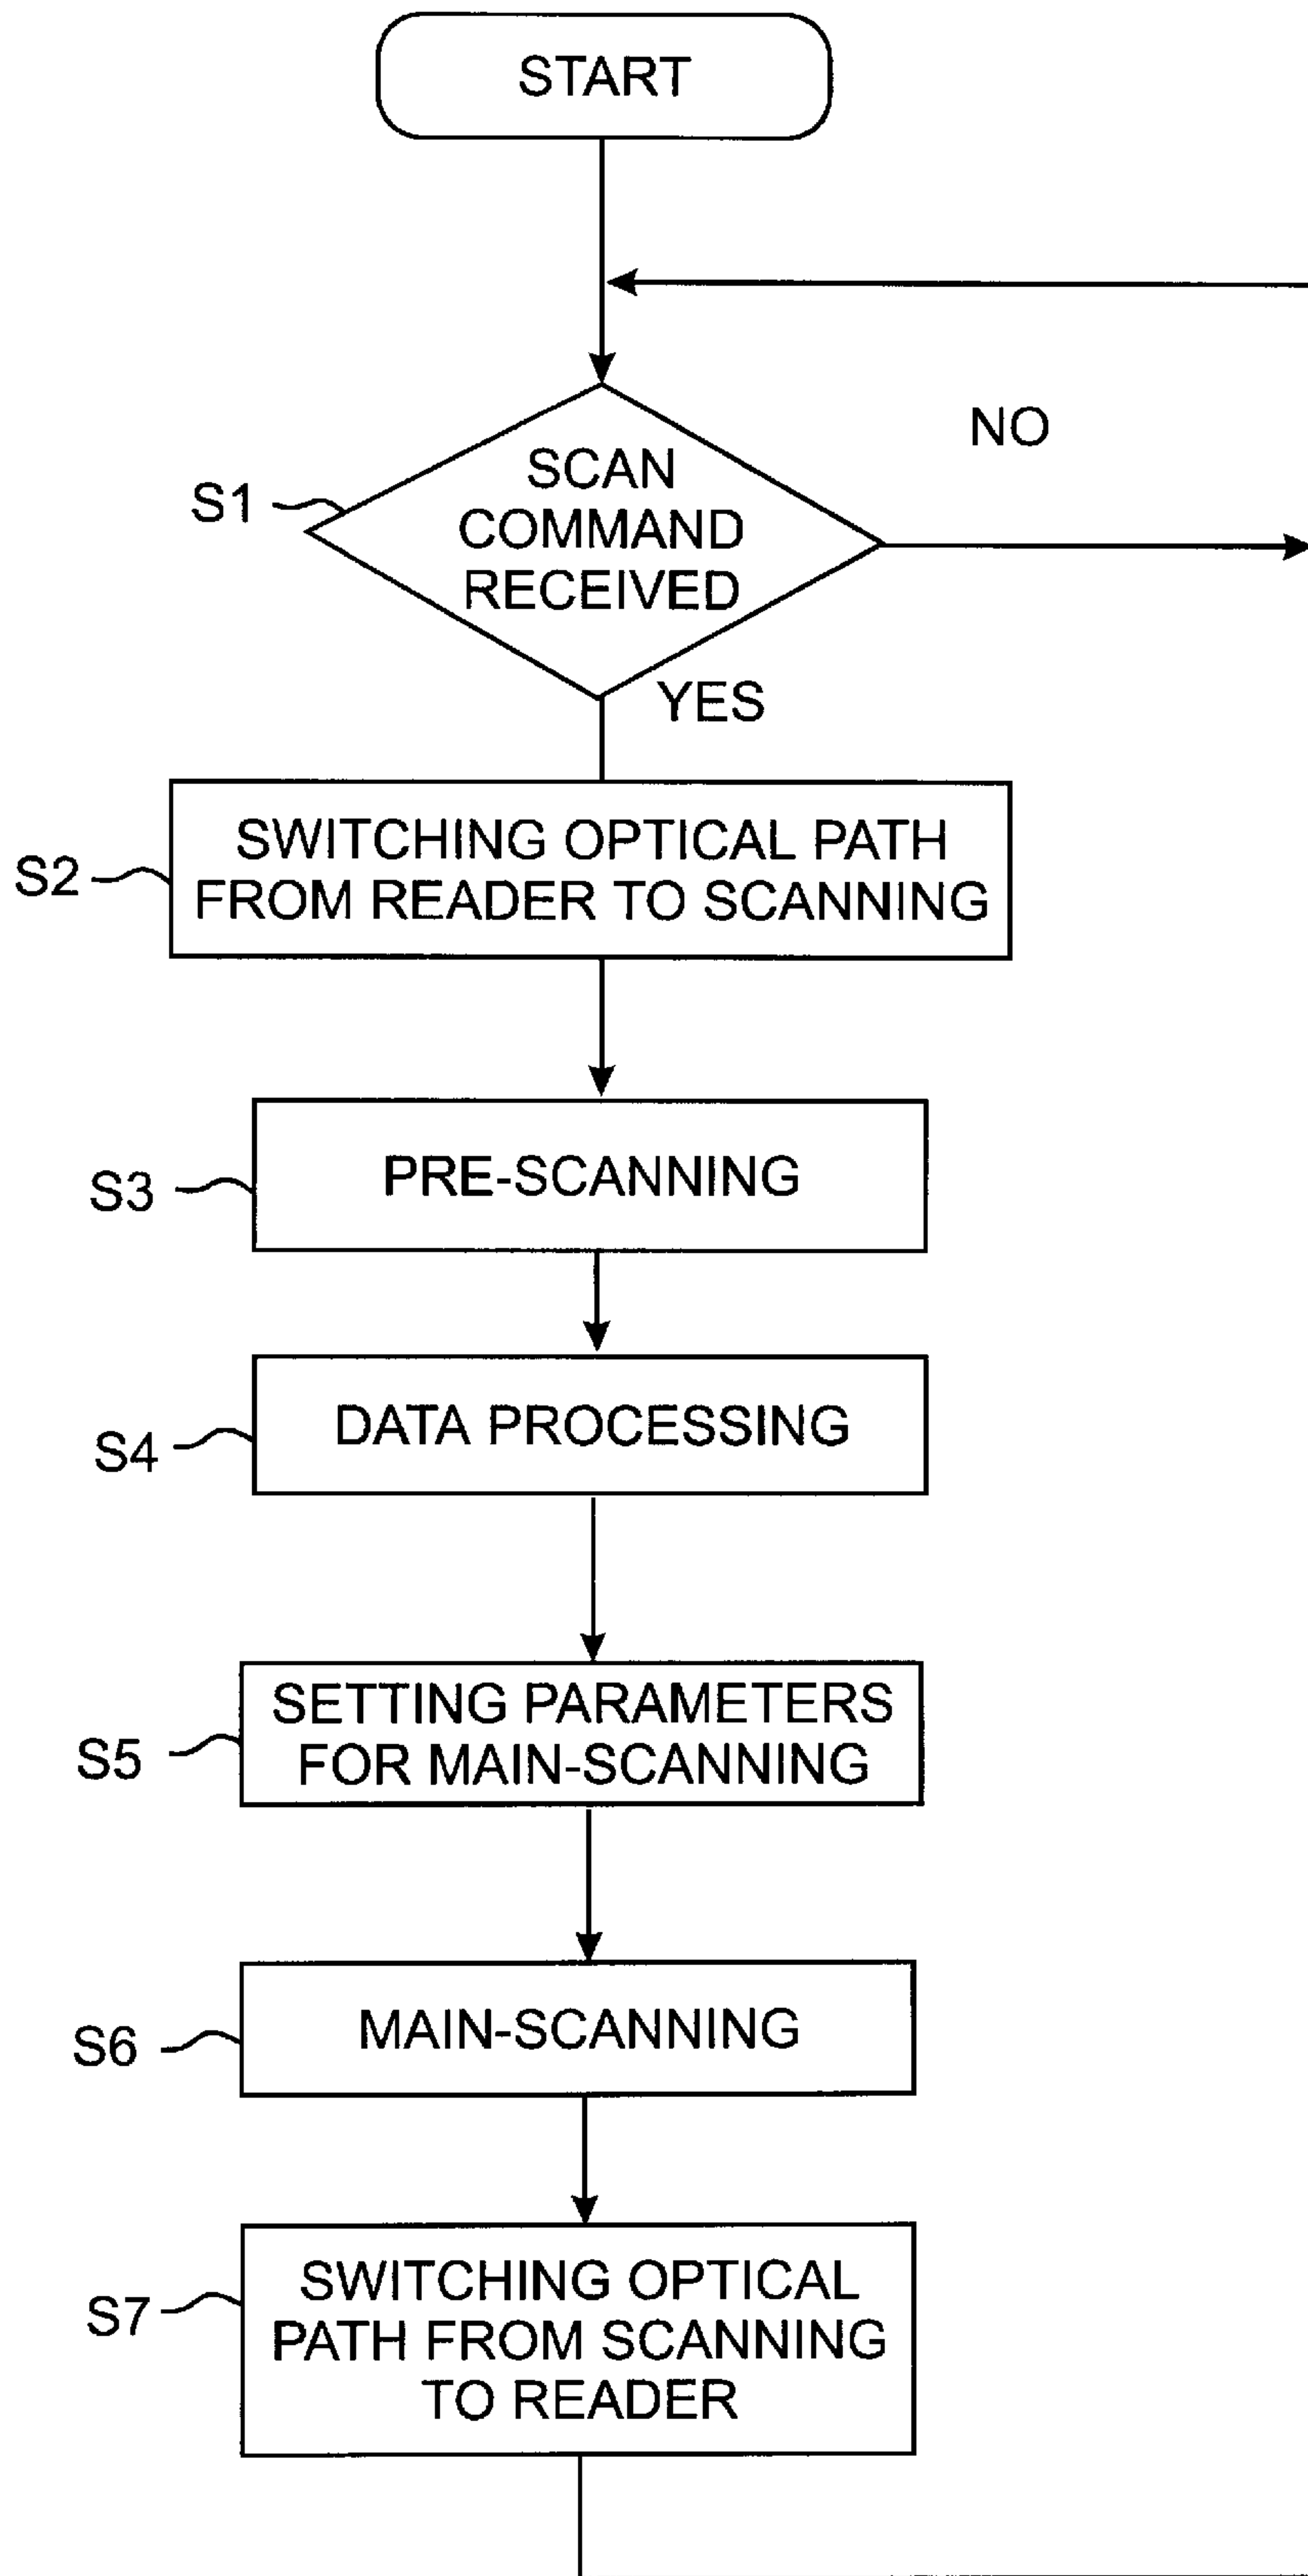 START
NO
S1
SCAN
COMMAND
RECEIVED
YES
S2
SWITCHING OPTICAL PATH
FROM READER TO SCANNING
S3
PRE-SCANNING
S4
DATA PROCESSING
S5
SETTING PARAMETERS
FOR MAIN-SCANNING
S6
MAIN-SCANNING
S7
SWITCHING OPTICAL
PATH FROM SCANNING
TO READER